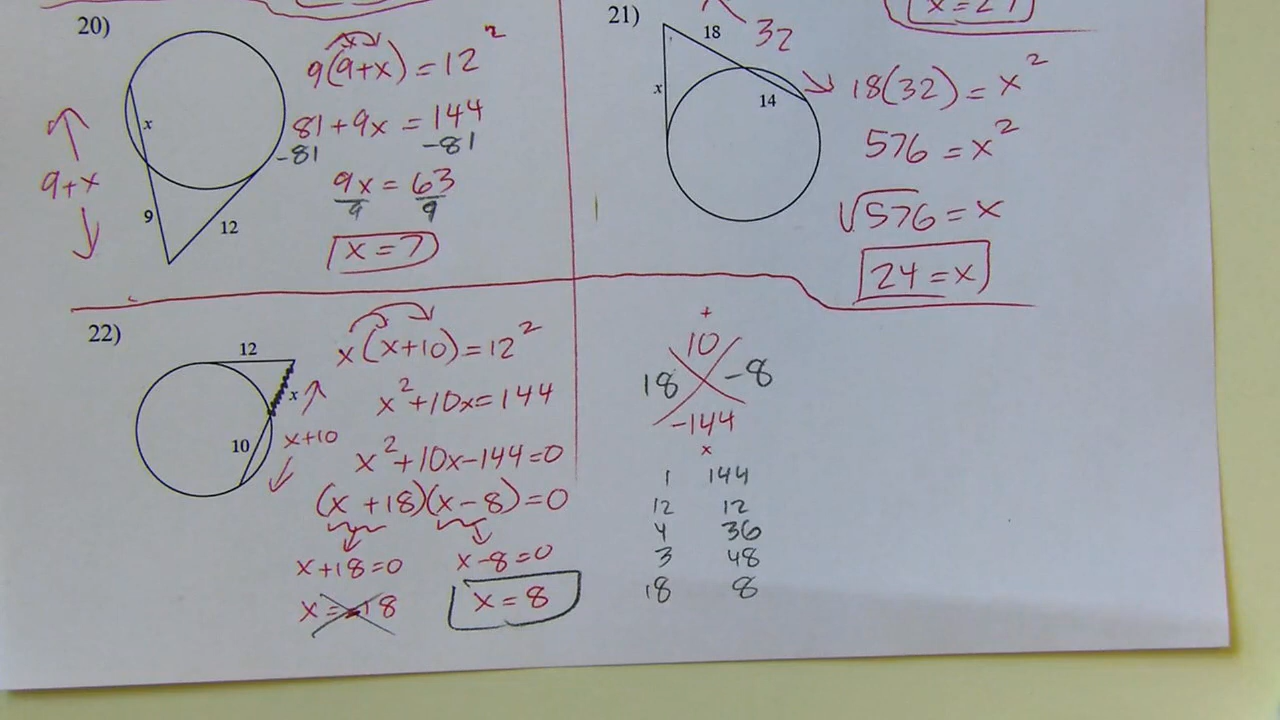 20)
x
9
12
9+x
9(9+x) = 12²
81+9x = 144
-81 -81
9x = 63
9 9
x = 7
21)
18
32
x
14
18(32) = x²
576 = x²
√576 = x
24 = x
22)
12
x
10
x+10
x(x+10) = 12²
x²+10x = 144
x²+10x-144=0
(x +18)(x-8)=0
x+18=0 x-8=0
x=-18 x = 8
+
10
18 -8
-144
x
1 144
12 12
4 36
3 48
18 8